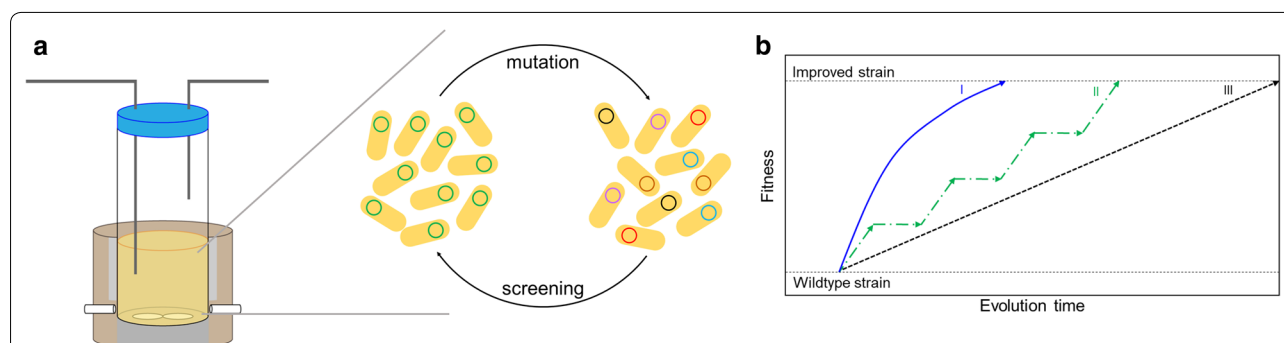 a
mutation
screening
b
Improved strain
I
II
III
Fitness
Wildtype strain
Evolution time